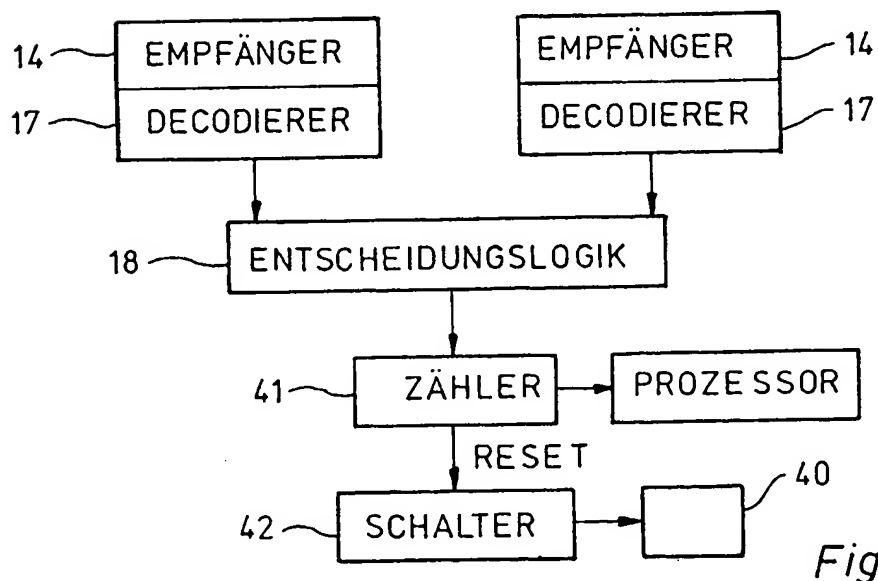 14 EMPFÄNGER EMPFÄNGER 14
17 DECODIERER DECODIERER 17
18 ENTSCHEIDUNGSLOGIK
41 ZÄHLER PROZESSOR
RESET
40
42 SCHALTER
Fig